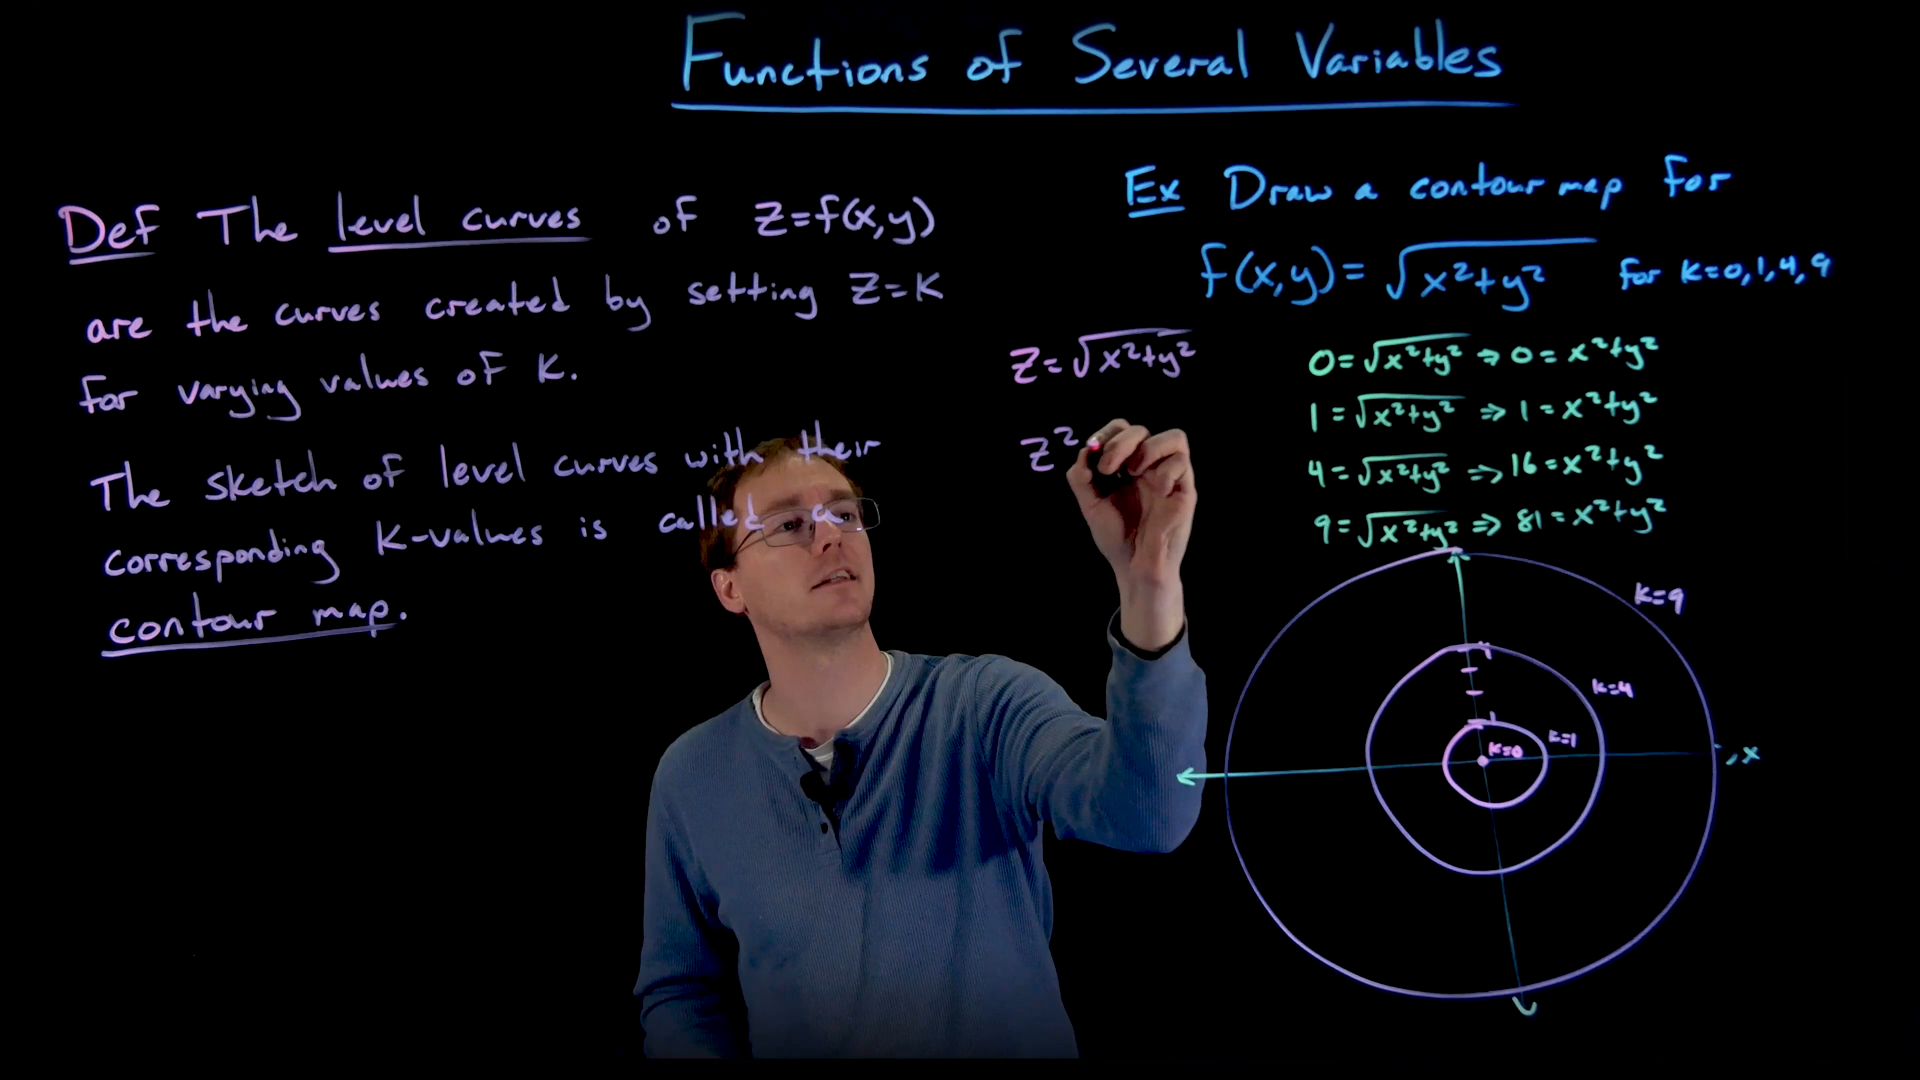 Functions of Several Variables
Def The level curves of z=f(x,y)
are the curves created by setting z=k
for varying values of k.
The sketch of level curves with their
corresponding k-values is called a
contour map.
Ex Draw a contour map for
f(x,y)=√x²+y² for k=0,1,4,9
z=√x²+y²
z²
0=√x²+y² ⇒ 0=x²+y²
1=√x²+y² ⇒ 1=x²+y²
4=√x²+y² ⇒ 16=x²+y²
9=√x²+y² ⇒ 81=x²+y²
k=9
4
k=4
1
k=1
k=0
x